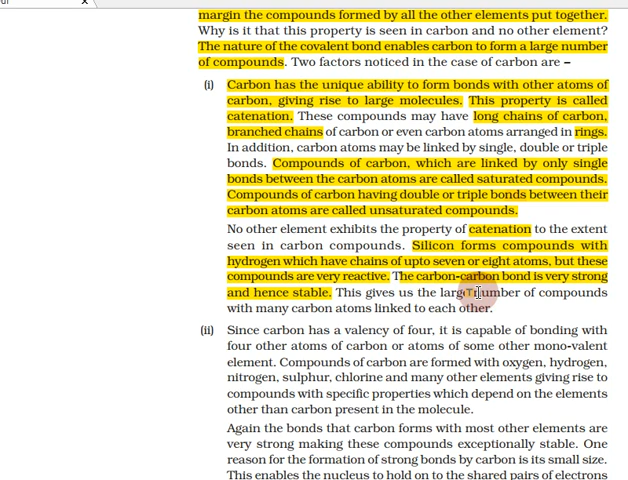 margin the compounds formed by all the other elements put together.
Why is it that this property is seen in carbon and no other element?
The nature of the covalent bond enables carbon to form a large number
of compounds. Two factors noticed in the case of carbon are –
(i) Carbon has the unique ability to form bonds with other atoms of
carbon, giving rise to large molecules. This property is called
catenation. These compounds may have long chains of carbon,
branched chains of carbon or even carbon atoms arranged in rings.
In addition, carbon atoms may be linked by single, double or triple
bonds. Compounds of carbon, which are linked by only single
bonds between the carbon atoms are called saturated compounds.
Compounds of carbon having double or triple bonds between their
carbon atoms are called unsaturated compounds.
No other element exhibits the property of catenation to the extent
seen in carbon compounds. Silicon forms compounds with
hydrogen which have chains of upto seven or eight atoms, but these
compounds are very reactive. The carbon-carbon bond is very strong
and hence stable. This gives us the large number of compounds
with many carbon atoms linked to each other.
(ii) Since carbon has a valency of four, it is capable of bonding with
four other atoms of carbon or atoms of some other mono-valent
element. Compounds of carbon are formed with oxygen, hydrogen,
nitrogen, sulphur, chlorine and many other elements giving rise to
compounds with specific properties which depend on the elements
other than carbon present in the molecule.
Again the bonds that carbon forms with most other elements are
very strong making these compounds exceptionally stable. One
reason for the formation of strong bonds by carbon is its small size.
This enables the nucleus to hold on to the shared pairs of electrons